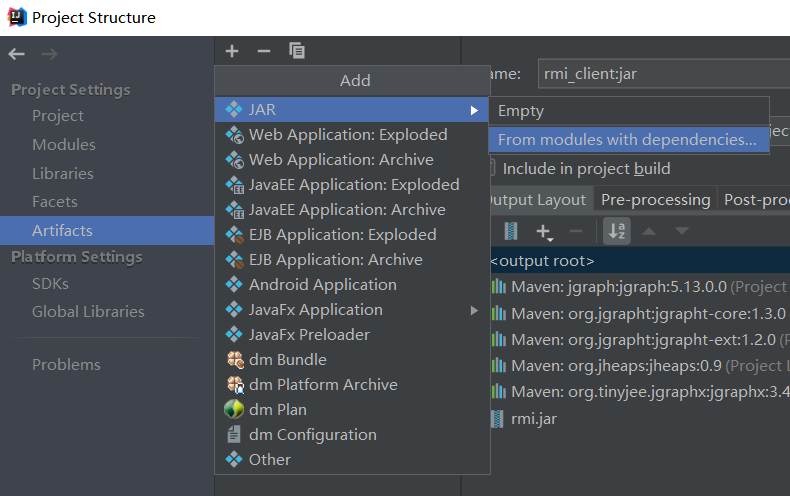 Project Structure
Project Settings
Project
Modules
Libraries
Facets
Artifacts
Platform Settings
SDKs
Global Libraries
Problems
Add
JAR
Web Application: Exploded
Web Application: Archive
JavaEE Application: Exploded
JavaEE Application: Archive
EJB Application: Exploded
EJB Application: Archive
Android Application
JavaFx Application
JavaFx Preloader
dm Bundle
dm Platform Archive
dm Plan
dm Configuration
Other
Empty
From modules with dependencies...
ame: rmi_client:jar
Include in project build
utput Layout Pre-processing Post-proc
<output root>
Maven: jgraph:jgraph:5.13.0.0 (Project
Maven: org.jgrapht:jgrapht-core:1.3.0
Maven: org.jgrapht:jgrapht-ext:1.2.0 (
Maven: org.jheaps:jheaps:0.9 (Project L
Maven: org.tinyjee.jgraphx:jgraphx:3.4
rmi.jar